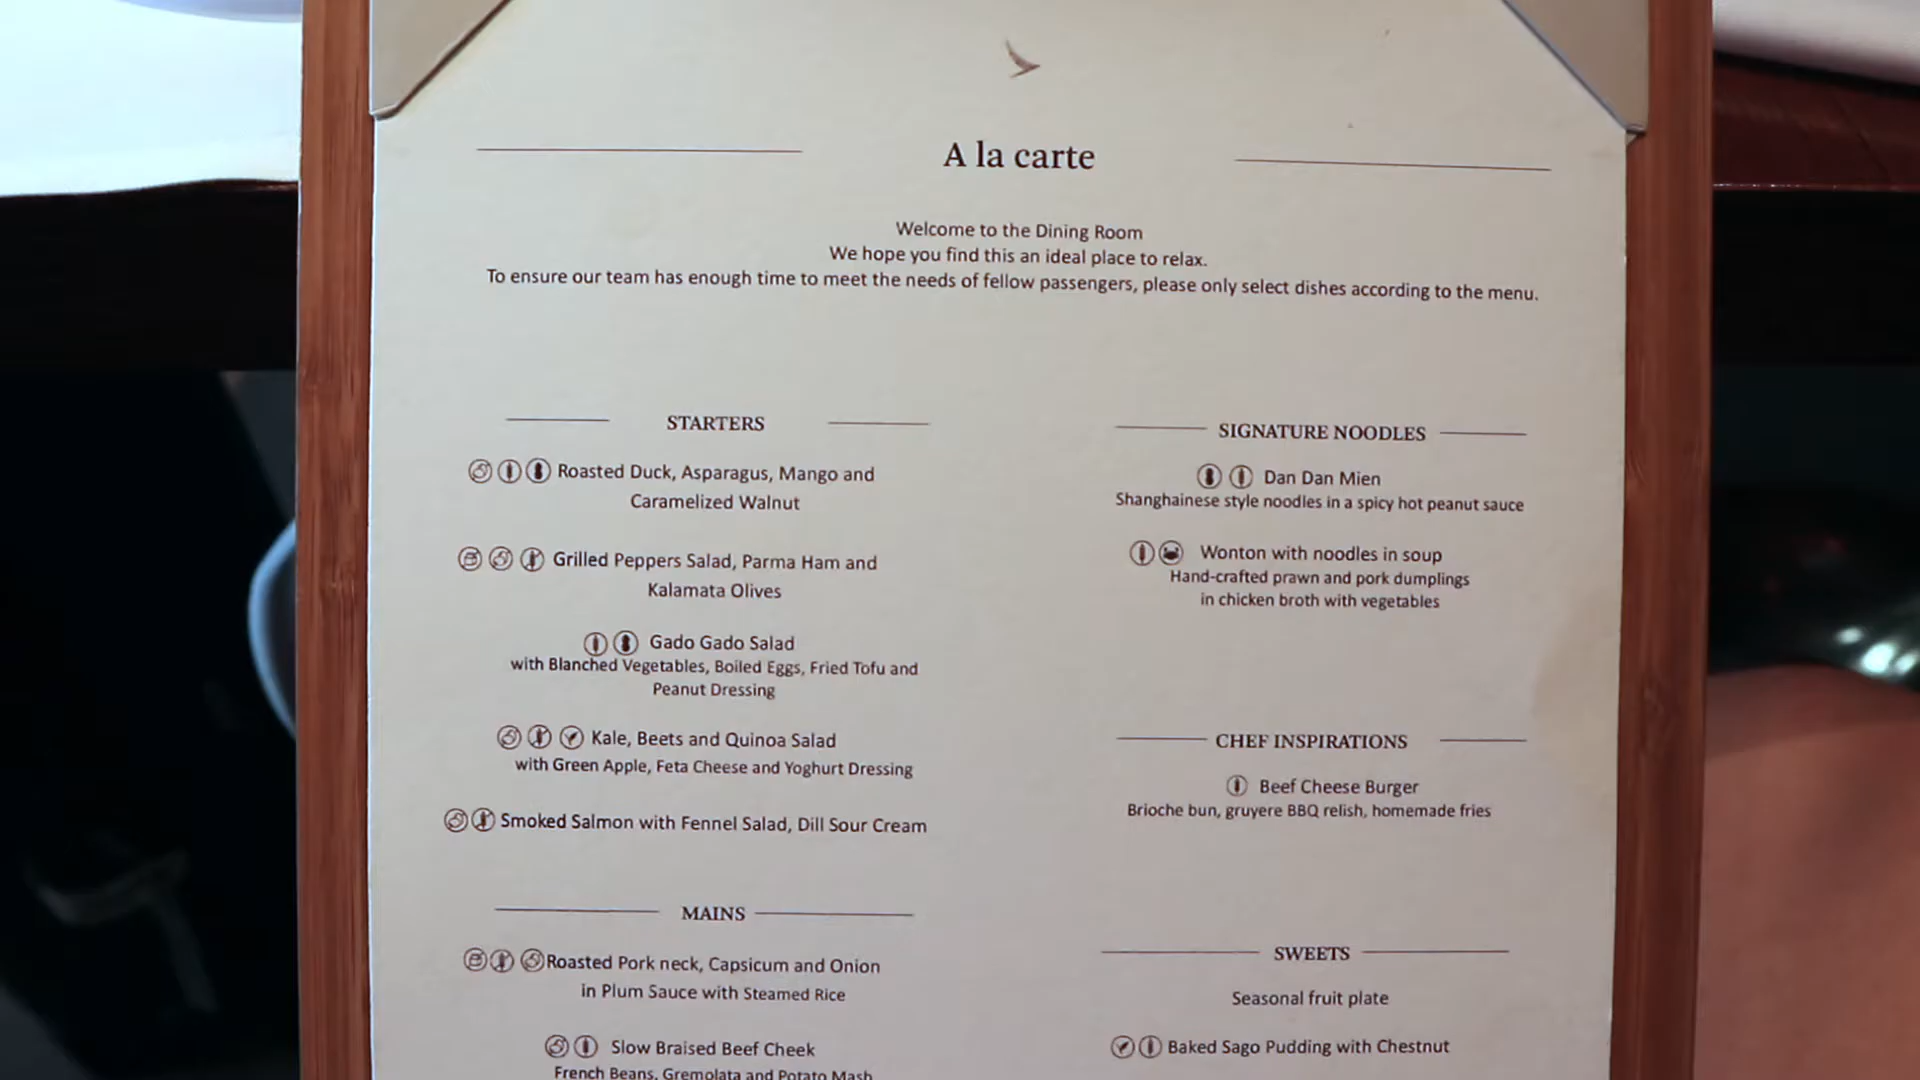 A la carte
Welcome to the Dining Room
We hope you find this an ideal place to relax.
To ensure our team has enough time to meet the needs of fellow passengers, please only select dishes according to the menu.
STARTERS
Roasted Duck, Asparagus, Mango and
Caramelized Walnut
Grilled Peppers Salad, Parma Ham and
Kalamata Olives
Gado Gado Salad
with Blanched Vegetables, Boiled Eggs, Fried Tofu and
Peanut Dressing
Kale, Beets and Quinoa Salad
with Green Apple, Feta Cheese and Yoghurt Dressing
Smoked Salmon with Fennel Salad, Dill Sour Cream
MAINS
Roasted Pork neck, Capsicum and Onion
in Plum Sauce with Steamed Rice
Slow Braised Beef Cheek
French Beans, Gremolata and Potato Mash
SIGNATURE NOODLES
Dan Dan Mien
Shanghainese style noodles in a spicy hot peanut sauce
Wonton with noodles in soup
Hand-crafted prawn and pork dumplings
in chicken broth with vegetables
CHEF INSPIRATIONS
Beef Cheese Burger
Brioche bun, gruyere BBQ relish, homemade fries
SWEETS
Seasonal fruit plate
Baked Sago Pudding with Chestnut